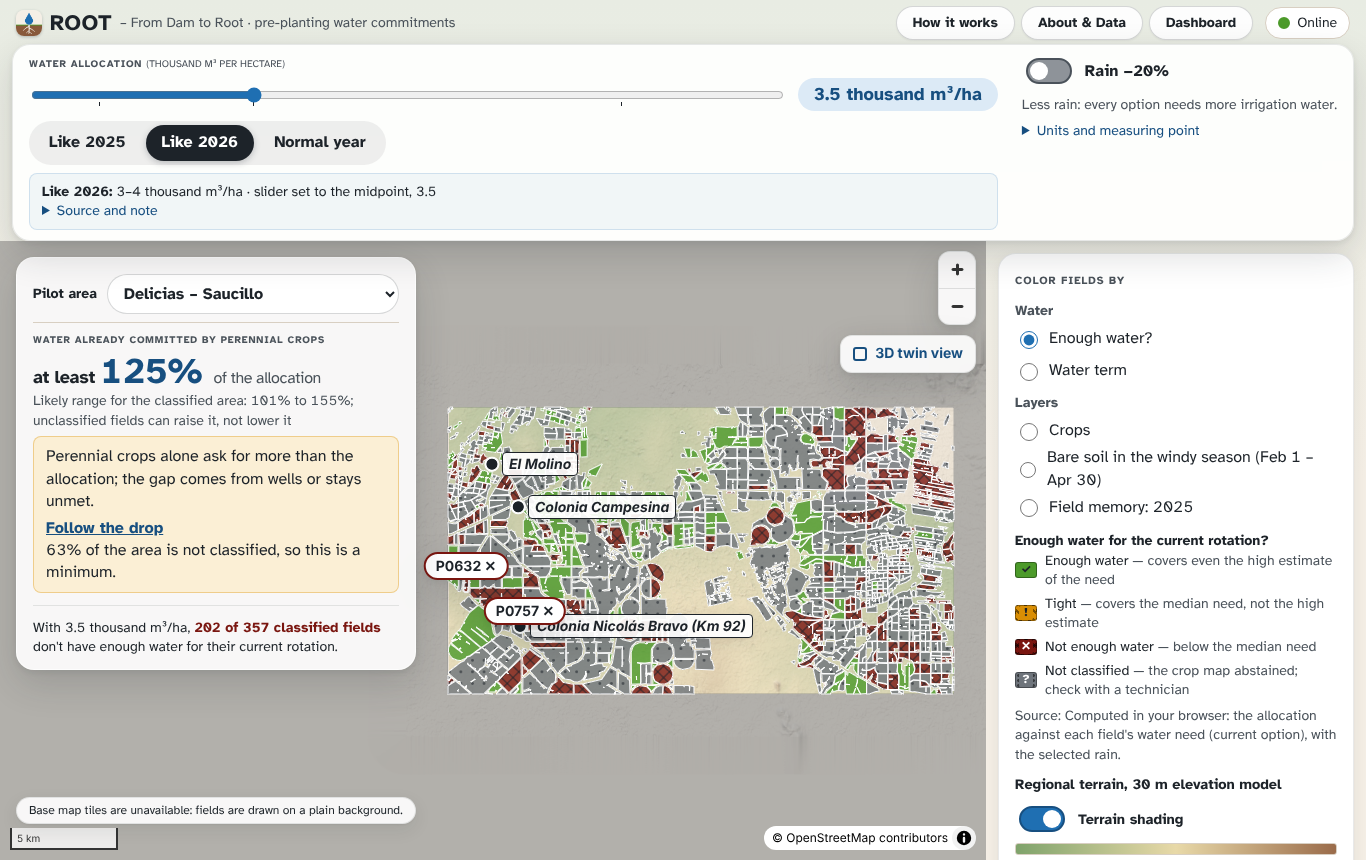 ROOT – From Dam to Root · pre-planting water commitments
How it works
About & Data
Dashboard
Online
WATER ALLOCATION (THOUSAND M³ PER HECTARE)
3.5 thousand m³/ha
Like 2025
Like 2026
Normal year
Like 2026: 3–4 thousand m³/ha · slider set to the midpoint, 3.5
Source and note
Rain −20%
Less rain: every option needs more irrigation water.
Units and measuring point
Pilot area
Delicias – Saucillo
WATER ALREADY COMMITTED BY PERENNIAL CROPS
at least 125% of the allocation
Likely range for the classified area: 101% to 155%;
unclassified fields can raise it, not lower it
Perennial crops alone ask for more than the
allocation; the gap comes from wells or stays
unmet.
Follow the drop
63% of the area is not classified, so this is a
minimum.
With 3.5 thousand m³/ha, 202 of 357 classified fields
don't have enough water for their current rotation.
Base map tiles are unavailable: fields are drawn on a plain background.
5 km
+
−
3D twin view
El Molino
Colonia Campesina
P0632 ×
P0757 ×
Colonia Nicolás Bravo (Km 92)
© OpenStreetMap contributors
COLOR FIELDS BY
Water
Enough water?
Water term
Layers
Crops
Bare soil in the windy season (Feb 1 –
Apr 30)
Field memory: 2025
Enough water for the current rotation?
Enough water — covers even the high estimate
of the need
Tight — covers the median need, not the high
estimate
Not enough water — below the median need
Not classified — the crop map abstained;
check with a technician
Source: Computed in your browser: the allocation
against each field's water need (current option), with
the selected rain.
Regional terrain, 30 m elevation model
Terrain shading